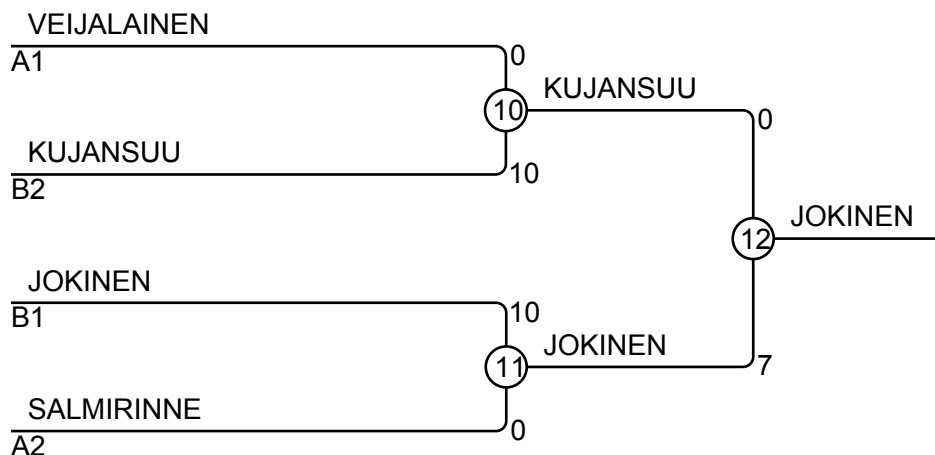 VEIJALAINEN
A1
0
10
KUJANSUU
0
KUJANSUU
B2
10
12
JOKINEN
JOKINEN
B1
10
11
JOKINEN
7
SALMIRINNE
A2
0